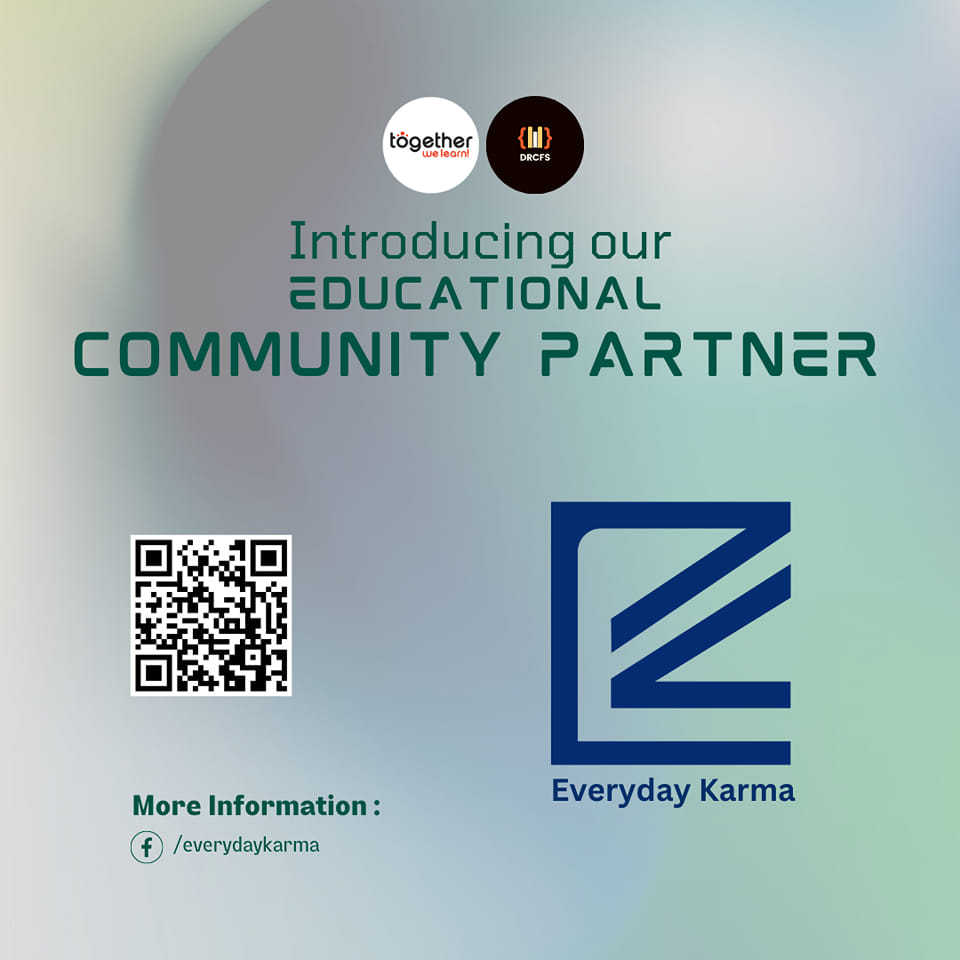 together
we learn!
DRCFS
Introducing our
EDUCATIONAL
COMMUNITY PARTNER
Everyday Karma
More Information :
/everydaykarma